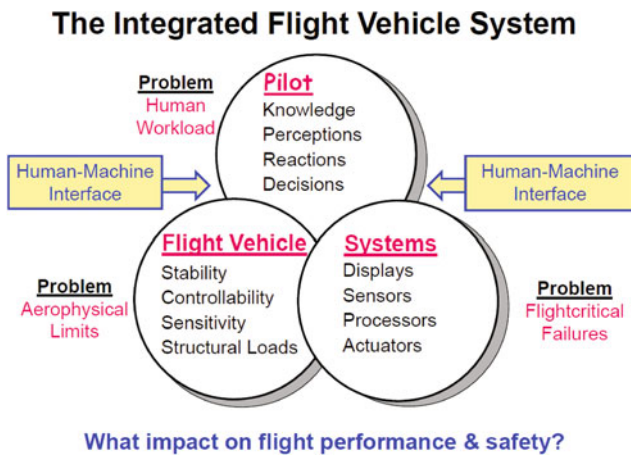 The Integrated Flight Vehicle System
Problem
Human
Workload
Pilot
Knowledge
Perceptions
Reactions
Decisions
Human-Machine
Interface
Human-Machine
Interface
Flight Vehicle
Stability
Controllability
Sensitivity
Structural Loads
Systems
Displays
Sensors
Processors
Actuators
Problem
Aerophysical
Limits
Problem
Flightcritical
Failures
What impact on flight performance & safety?